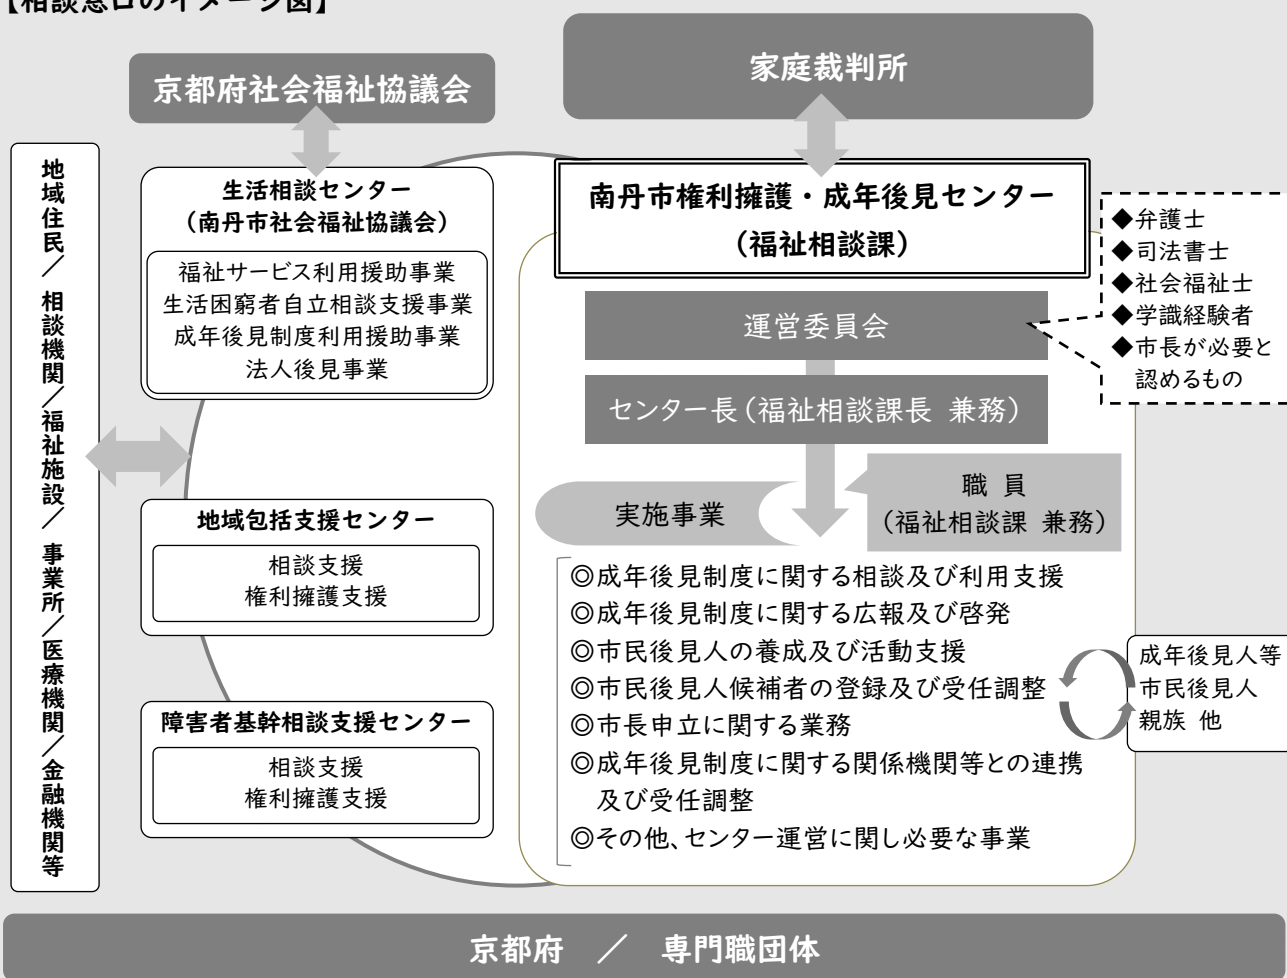 【相談窓口のイメージ図】
京都府社会福祉協議会
家庭裁判所
地域住民/相談機関/福祉施設/事業所/医療機関/金融機関等
生活相談センター
(南丹市社会福祉協議会)
福祉サービス利用援助事業
生活困窮者自立相談支援事業
成年後見制度利用援助事業
法人後見事業
地域包括支援センター
相談支援
権利擁護支援
障害者基幹相談支援センター
相談支援
権利擁護支援
南丹市権利擁護・成年後見センター
(福祉相談課)
運営委員会
◆弁護士
◆司法書士
◆社会福祉士
◆学識経験者
◆市長が必要と
認めるもの
センター長(福祉相談課長 兼務)
職 員
(福祉相談課 兼務)
実施事業
◎成年後見制度に関する相談及び利用支援
◎成年後見制度に関する広報及び啓発
◎市民後見人の養成及び活動支援
◎市民後見人候補者の登録及び受任調整
◎市長申立に関する業務
◎成年後見制度に関する関係機関等との連携
及び受任調整
◎その他、センター運営に関し必要な事業
成年後見人等
市民後見人
親族 他
京都府 / 専門職団体